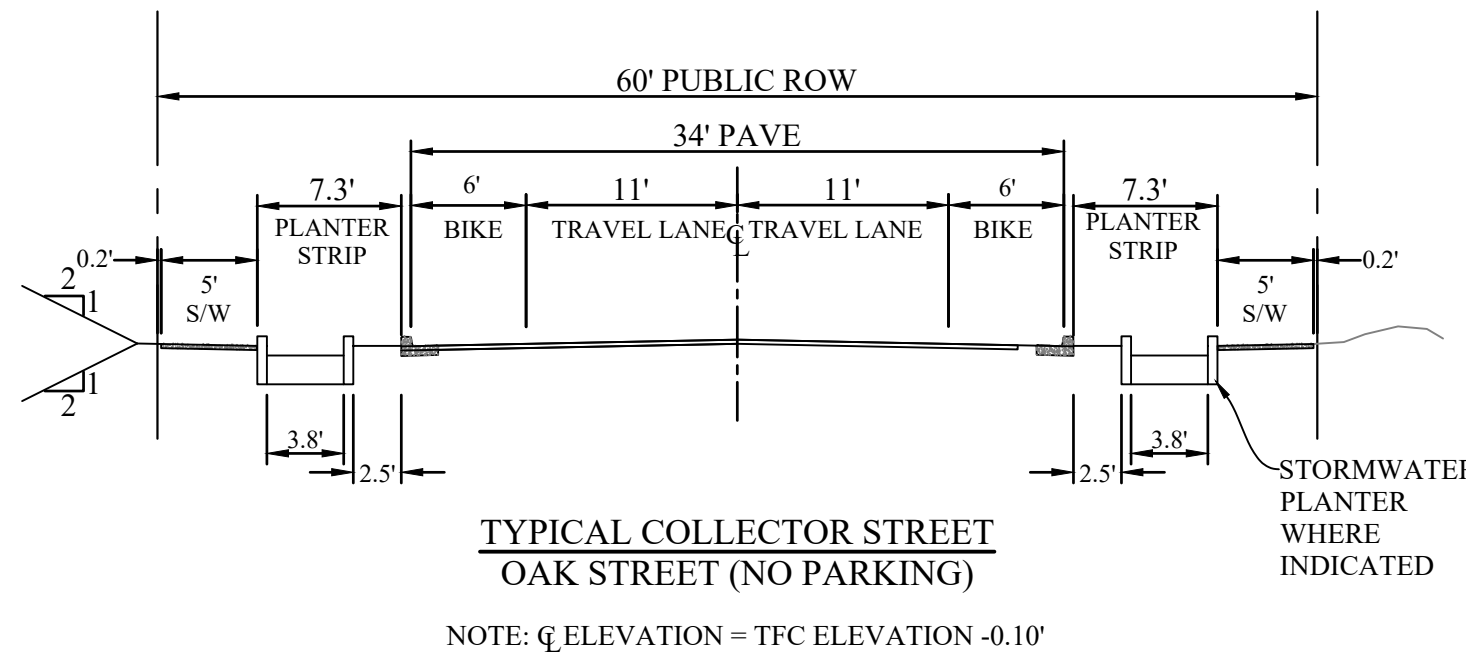 60' PUBLIC ROW
34' PAVE
7.3'
PLANTER
STRIP
6'
BIKE
11'
TRAVEL LANE
℄
11'
TRAVEL LANE
6'
BIKE
7.3'
PLANTER
STRIP
0.2'
5'
S/W
5'
S/W
0.2'
2
1
1
2
3.8'
2.5'
2.5'
3.8'
STORMWATER
PLANTER
WHERE
INDICATED
TYPICAL COLLECTOR STREET
OAK STREET (NO PARKING)
NOTE: ℄ ELEVATION = TFC ELEVATION -0.10'